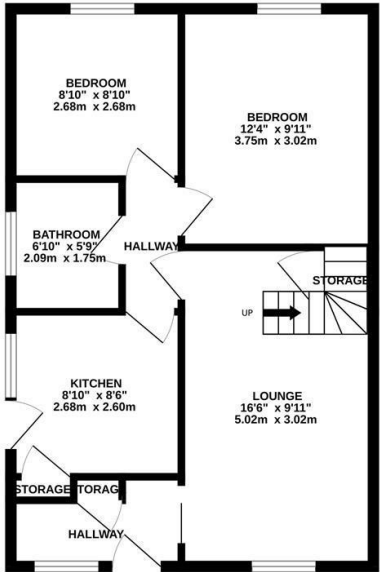 BEDROOM
8'10" x 8'10"
2.68m x 2.68m
BEDROOM
12'4" x 9'11"
3.75m x 3.02m
BATHROOM
6'10" x 5'9"
2.09m x 1.75m
HALLWAY
STORAGE
UP
KITCHEN
8'10" x 8'6"
2.68m x 2.60m
LOUNGE
16'6" x 9'11"
5.02m x 3.02m
STORAGE
TORAG
HALLWAY